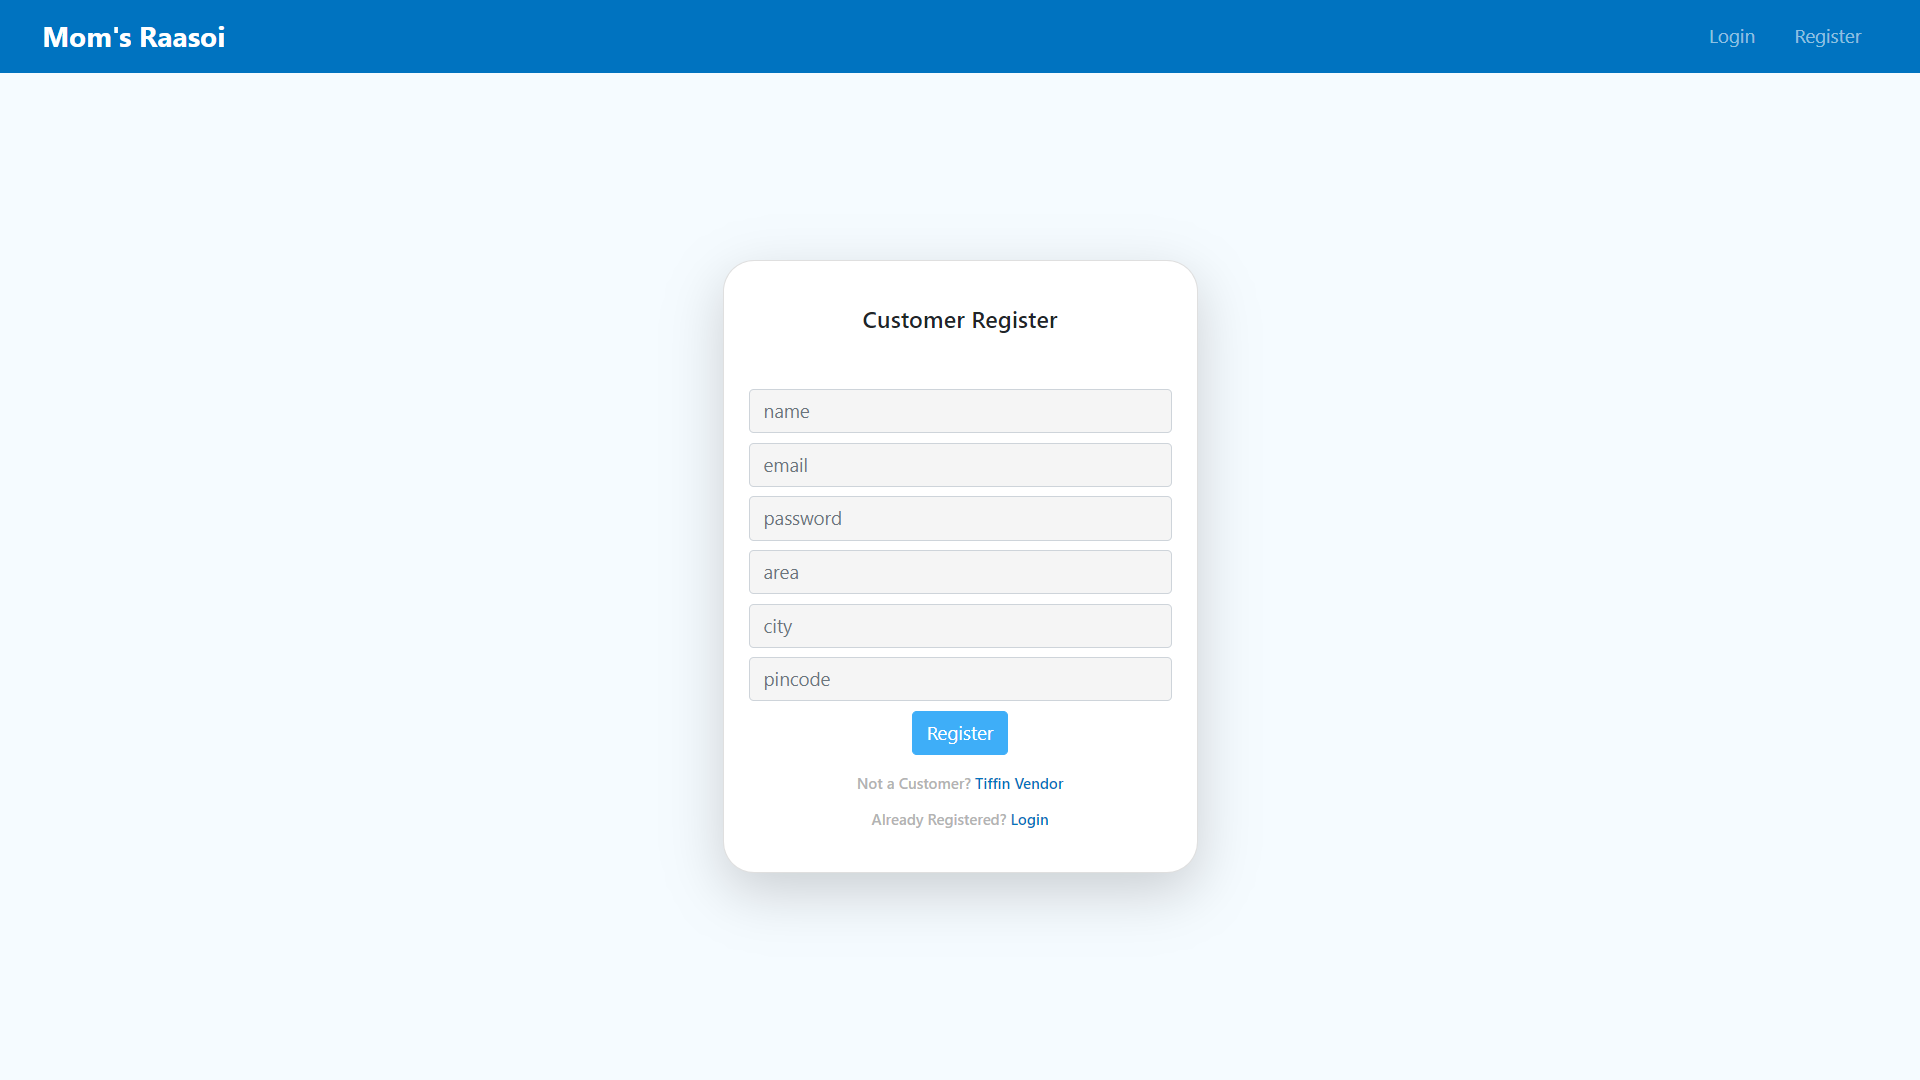 Mom's Raasoi
Login Register
Customer Register
name
email
password
area
city
pincode
Register
Not a Customer? Tiffin Vendor
Already Registered? Login